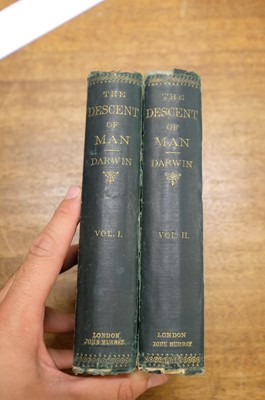 THE
DESCENT
OF
MAN
DARWIN
VOL. I.
LONDON.
JOHN MURRAY.
THE
DESCENT
OF
MAN
DARWIN
VOL. II.
LONDON
JOHN MURRAY.